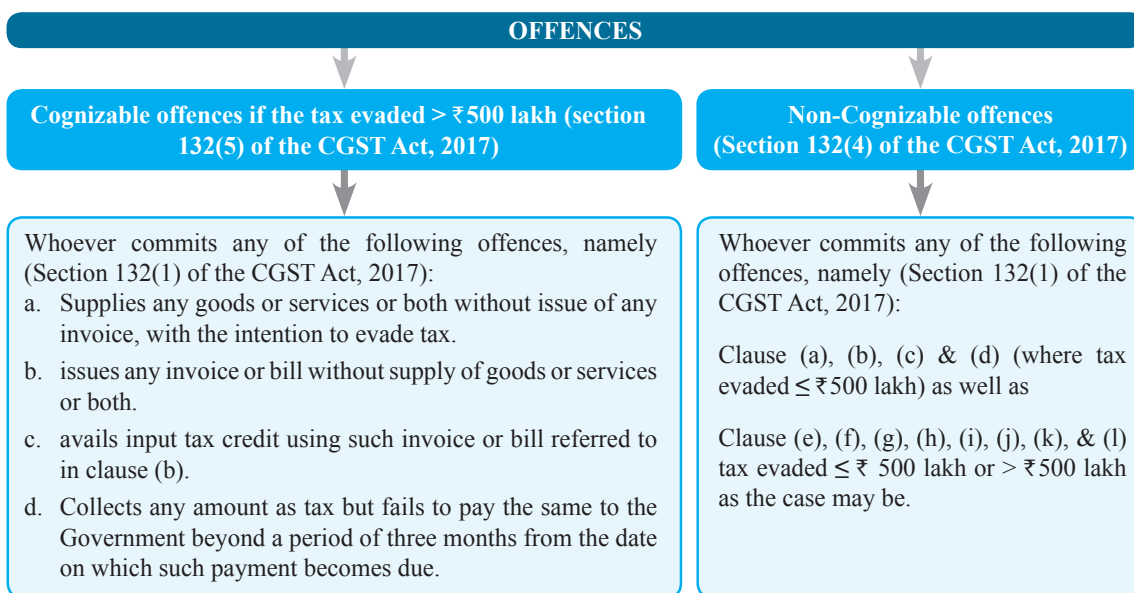 OFFENCES
Cognizable offences if the tax evaded > ₹500 lakh (section
132(5) of the CGST Act, 2017)
Non-Cognizable offences
(Section 132(4) of the CGST Act, 2017)
Whoever commits any of the following offences, namely
(Section 132(1) of the CGST Act, 2017):
a. Supplies any goods or services or both without issue of any
invoice, with the intention to evade tax.
b. issues any invoice or bill without supply of goods or services
or both.
c. avails input tax credit using such invoice or bill referred to
in clause (b).
d. Collects any amount as tax but fails to pay the same to the
Government beyond a period of three months from the date
on which such payment becomes due.
Whoever commits any of the following
offences, namely (Section 132(1) of the
CGST Act, 2017):
Clause (a), (b), (c) & (d) (where tax
evaded ≤ ₹500 lakh) as well as
Clause (e), (f), (g), (h), (i), (j), (k), & (l)
tax evaded ≤ ₹ 500 lakh or > ₹500 lakh
as the case may be.